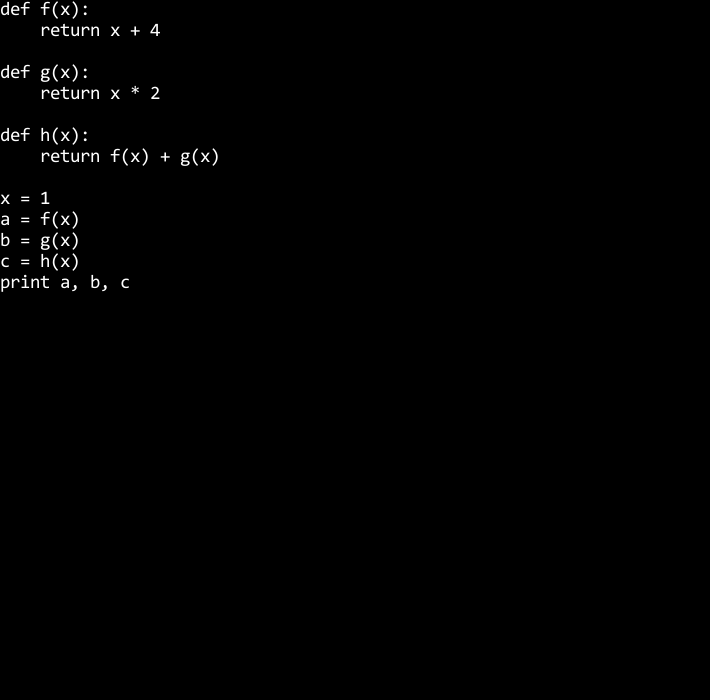 def f(x):
    return x + 4

def g(x):
    return x * 2

def h(x):
    return f(x) + g(x)

x = 1
a = f(x)
b = g(x)
c = h(x)
print a, b, c